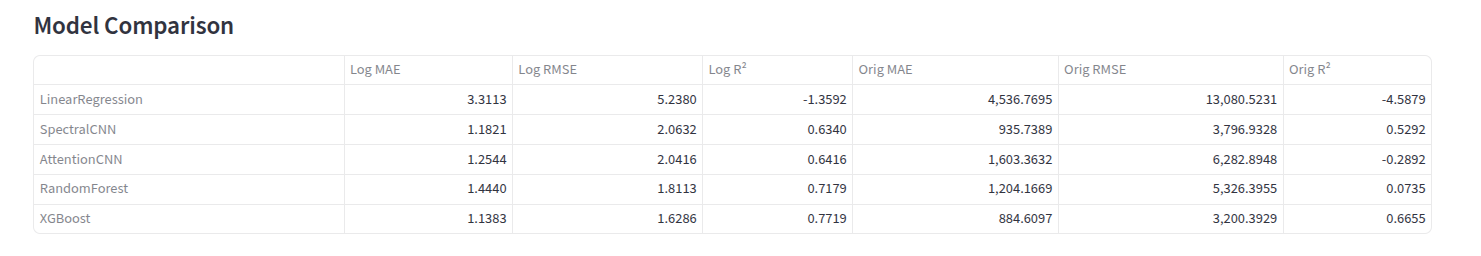 Model Comparison
Log MAE Log RMSE Log R² Orig MAE Orig RMSE Orig R²
LinearRegression 3.3113 5.2380 -1.3592 4,536.7695 13,080.5231 -4.5879
SpectralCNN 1.1821 2.0632 0.6340 935.7389 3,796.9328 0.5292
AttentionCNN 1.2544 2.0416 0.6416 1,603.3632 6,282.8948 -0.2892
RandomForest 1.4440 1.8113 0.7179 1,204.1669 5,326.3955 0.0735
XGBoost 1.1383 1.6286 0.7719 884.6097 3,200.3929 0.6655